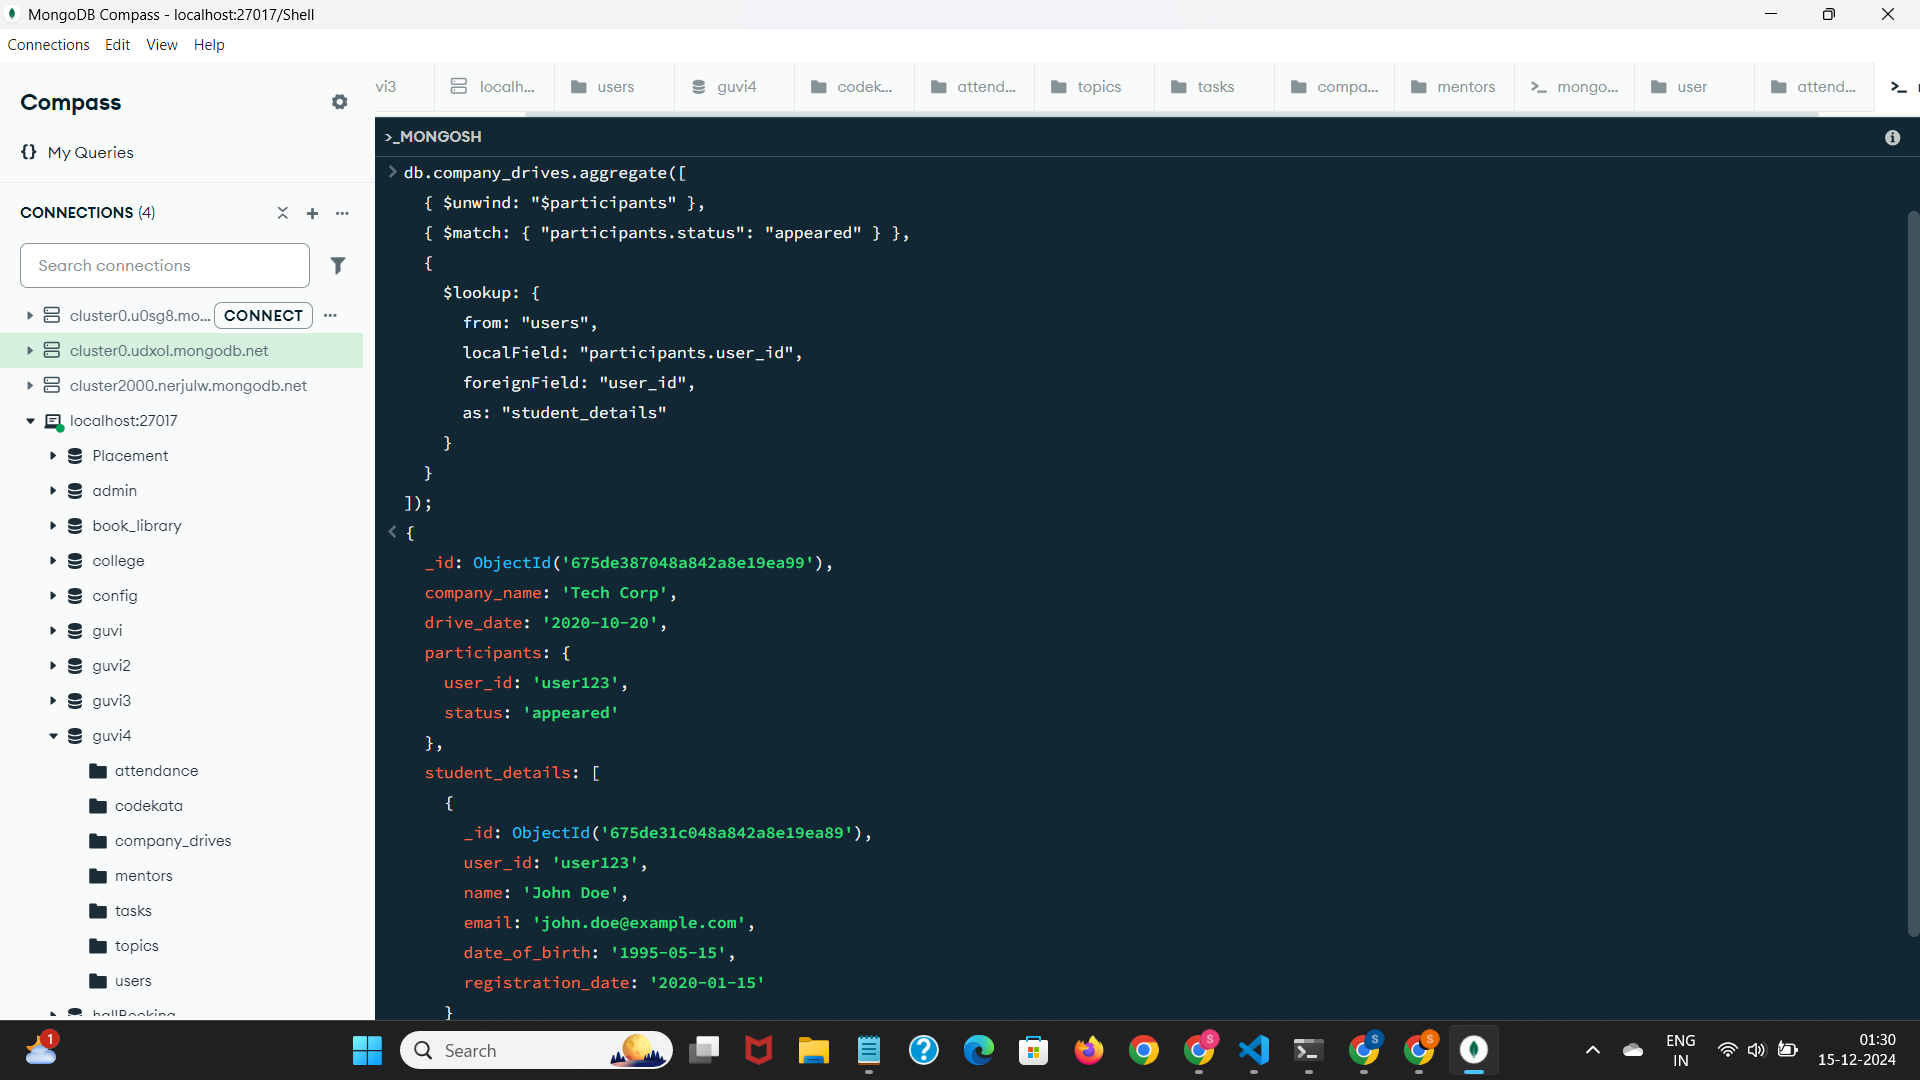 MongoDB Compass - localhost:27017/Shell
Connections Edit View Help
Compass
{} My Queries
CONNECTIONS (4)
Search connections
cluster0.u0sg8.mo... CONNECT
cluster0.udxol.mongodb.net
cluster2000.nerjulw.mongodb.net
localhost:27017
Placement
admin
book_library
college
config
guvi
guvi2
guvi3
guvi4
attendance
codekata
company_drives
mentors
tasks
topics
users
hallBooking
vi3 localh... users guvi4 codek... attend... topics tasks compa... mentors >_ mongo... user attend... >_
>_MONGOSH
> db.company_drives.aggregate([
{ $unwind: "$participants" },
{ $match: { "participants.status": "appeared" } },
{
$lookup: {
from: "users",
localField: "participants.user_id",
foreignField: "user_id",
as: "student_details"
}
}
]);
< {
_id: ObjectId('675de387048a842a8e19ea99'),
company_name: 'Tech Corp',
drive_date: '2020-10-20',
participants: {
user_id: 'user123',
status: 'appeared'
},
student_details: [
{
_id: ObjectId('675de31c048a842a8e19ea89'),
user_id: 'user123',
name: 'John Doe',
email: 'john.doe@example.com',
date_of_birth: '1995-05-15',
registration_date: '2020-01-15'
}
1
Search
S
S
S
ENG
IN
01:30
15-12-2024